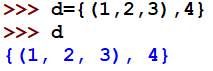 >>> d={(1,2,3),4}
>>> d
{(1, 2, 3), 4}